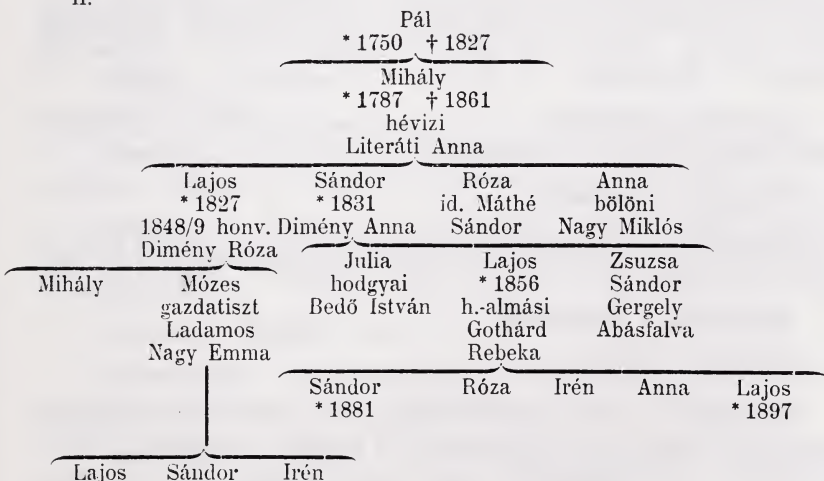 II.
Pál
* 1750 † 1827
Mihály
* 1787 † 1861
hévizi
Literáti Anna
Lajos Sándor Róza Anna
* 1827 * 1831 id. Máthé bölöni
1848/9 honv. Dimény Anna Sándor Nagy Miklós
Dimény Róza
Julia Lajos Zsuzsa
Mihály Mózes hodgyai * 1856 Sándor
gazdatiszt Bedő István h.-almási Gergely
Ladamos Gothárd Abásfalva
Nagy Emma Rebeka
Sándor Róza Irén Anna Lajos
* 1881 * 1897
Lajos Sándor Irén